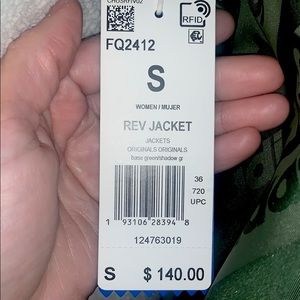 RFID
FQ2412
S
WOMEN / MUJER
REV JACKET
JACKETS
ORIGINALS ORIGINALS
base green/shadow gr
36
720
UPC
1 93106 28394 8
124763019
S $ 140.00